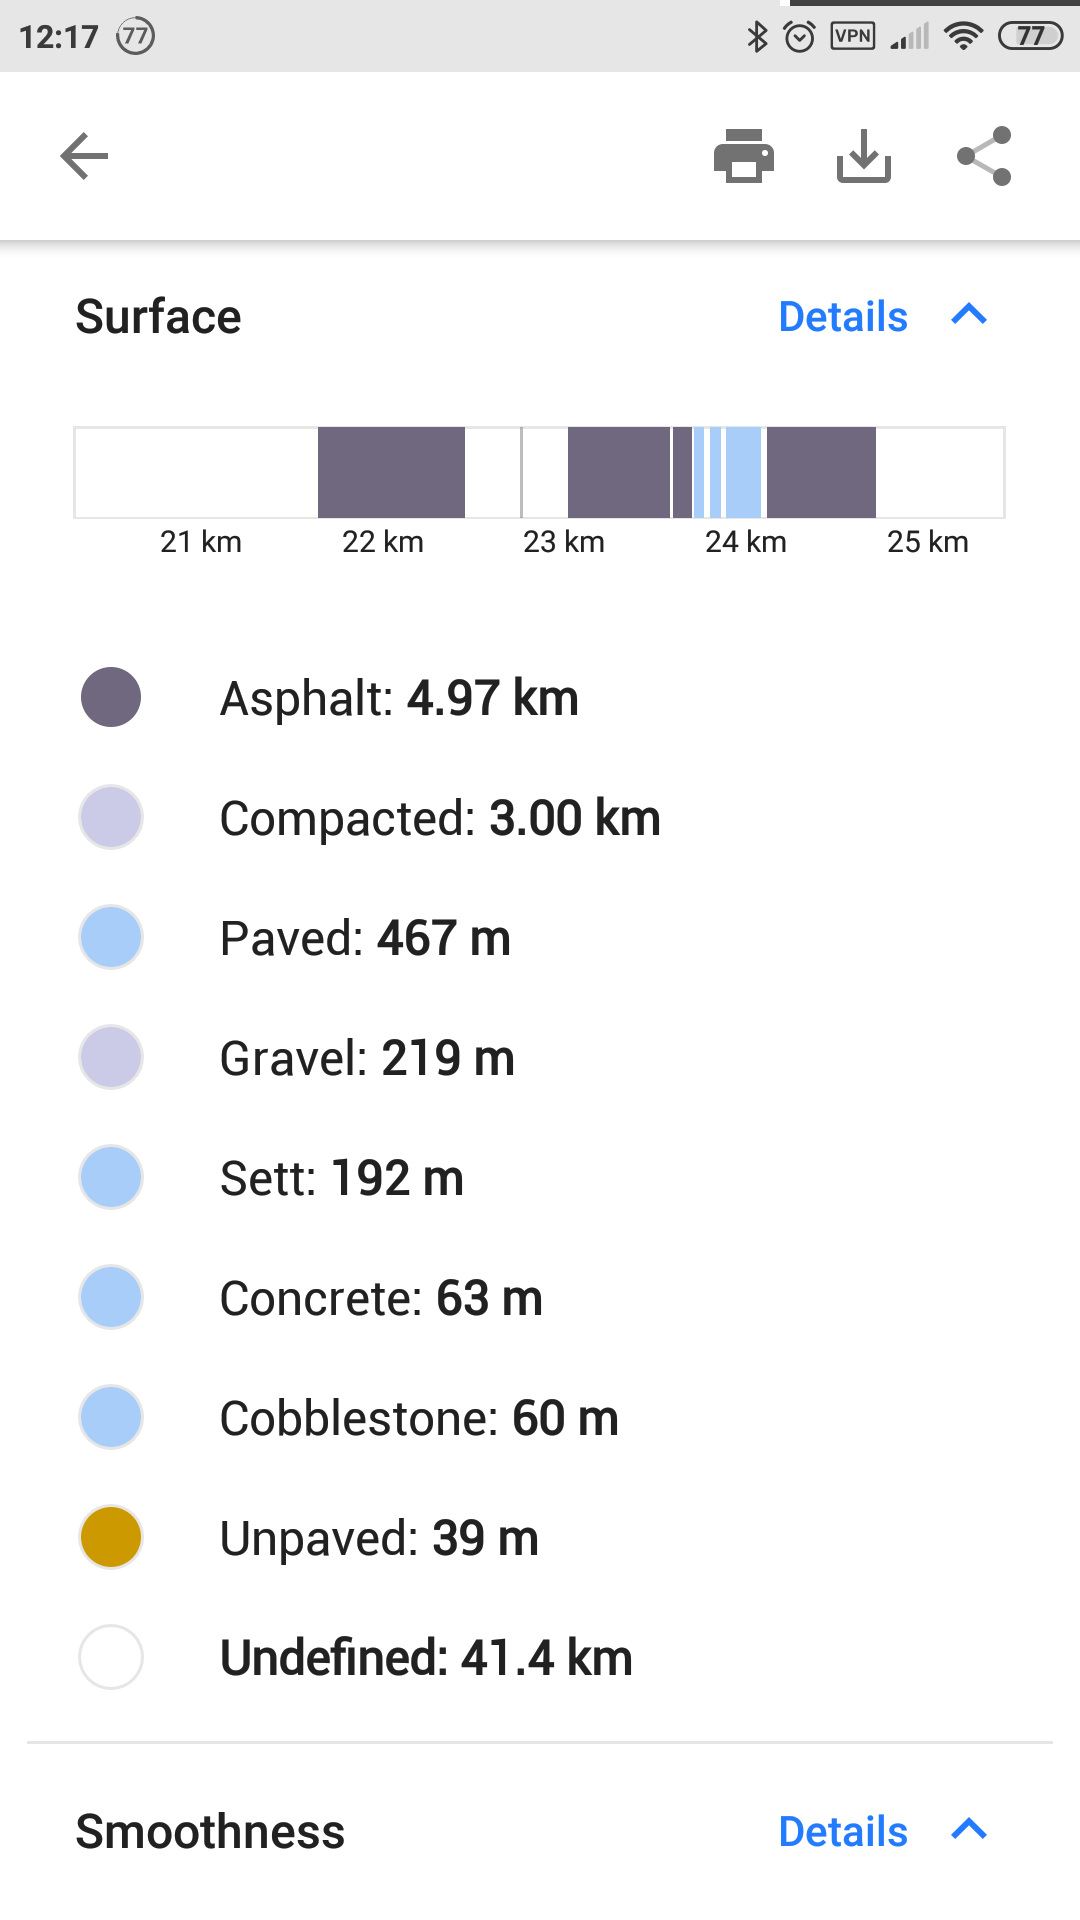 12:17 77 VPN 77
Surface Details
21 km 22 km 23 km 24 km 25 km
Asphalt: 4.97 km
Compacted: 3.00 km
Paved: 467 m
Gravel: 219 m
Sett: 192 m
Concrete: 63 m
Cobblestone: 60 m
Unpaved: 39 m
Undefined: 41.4 km
Smoothness Details